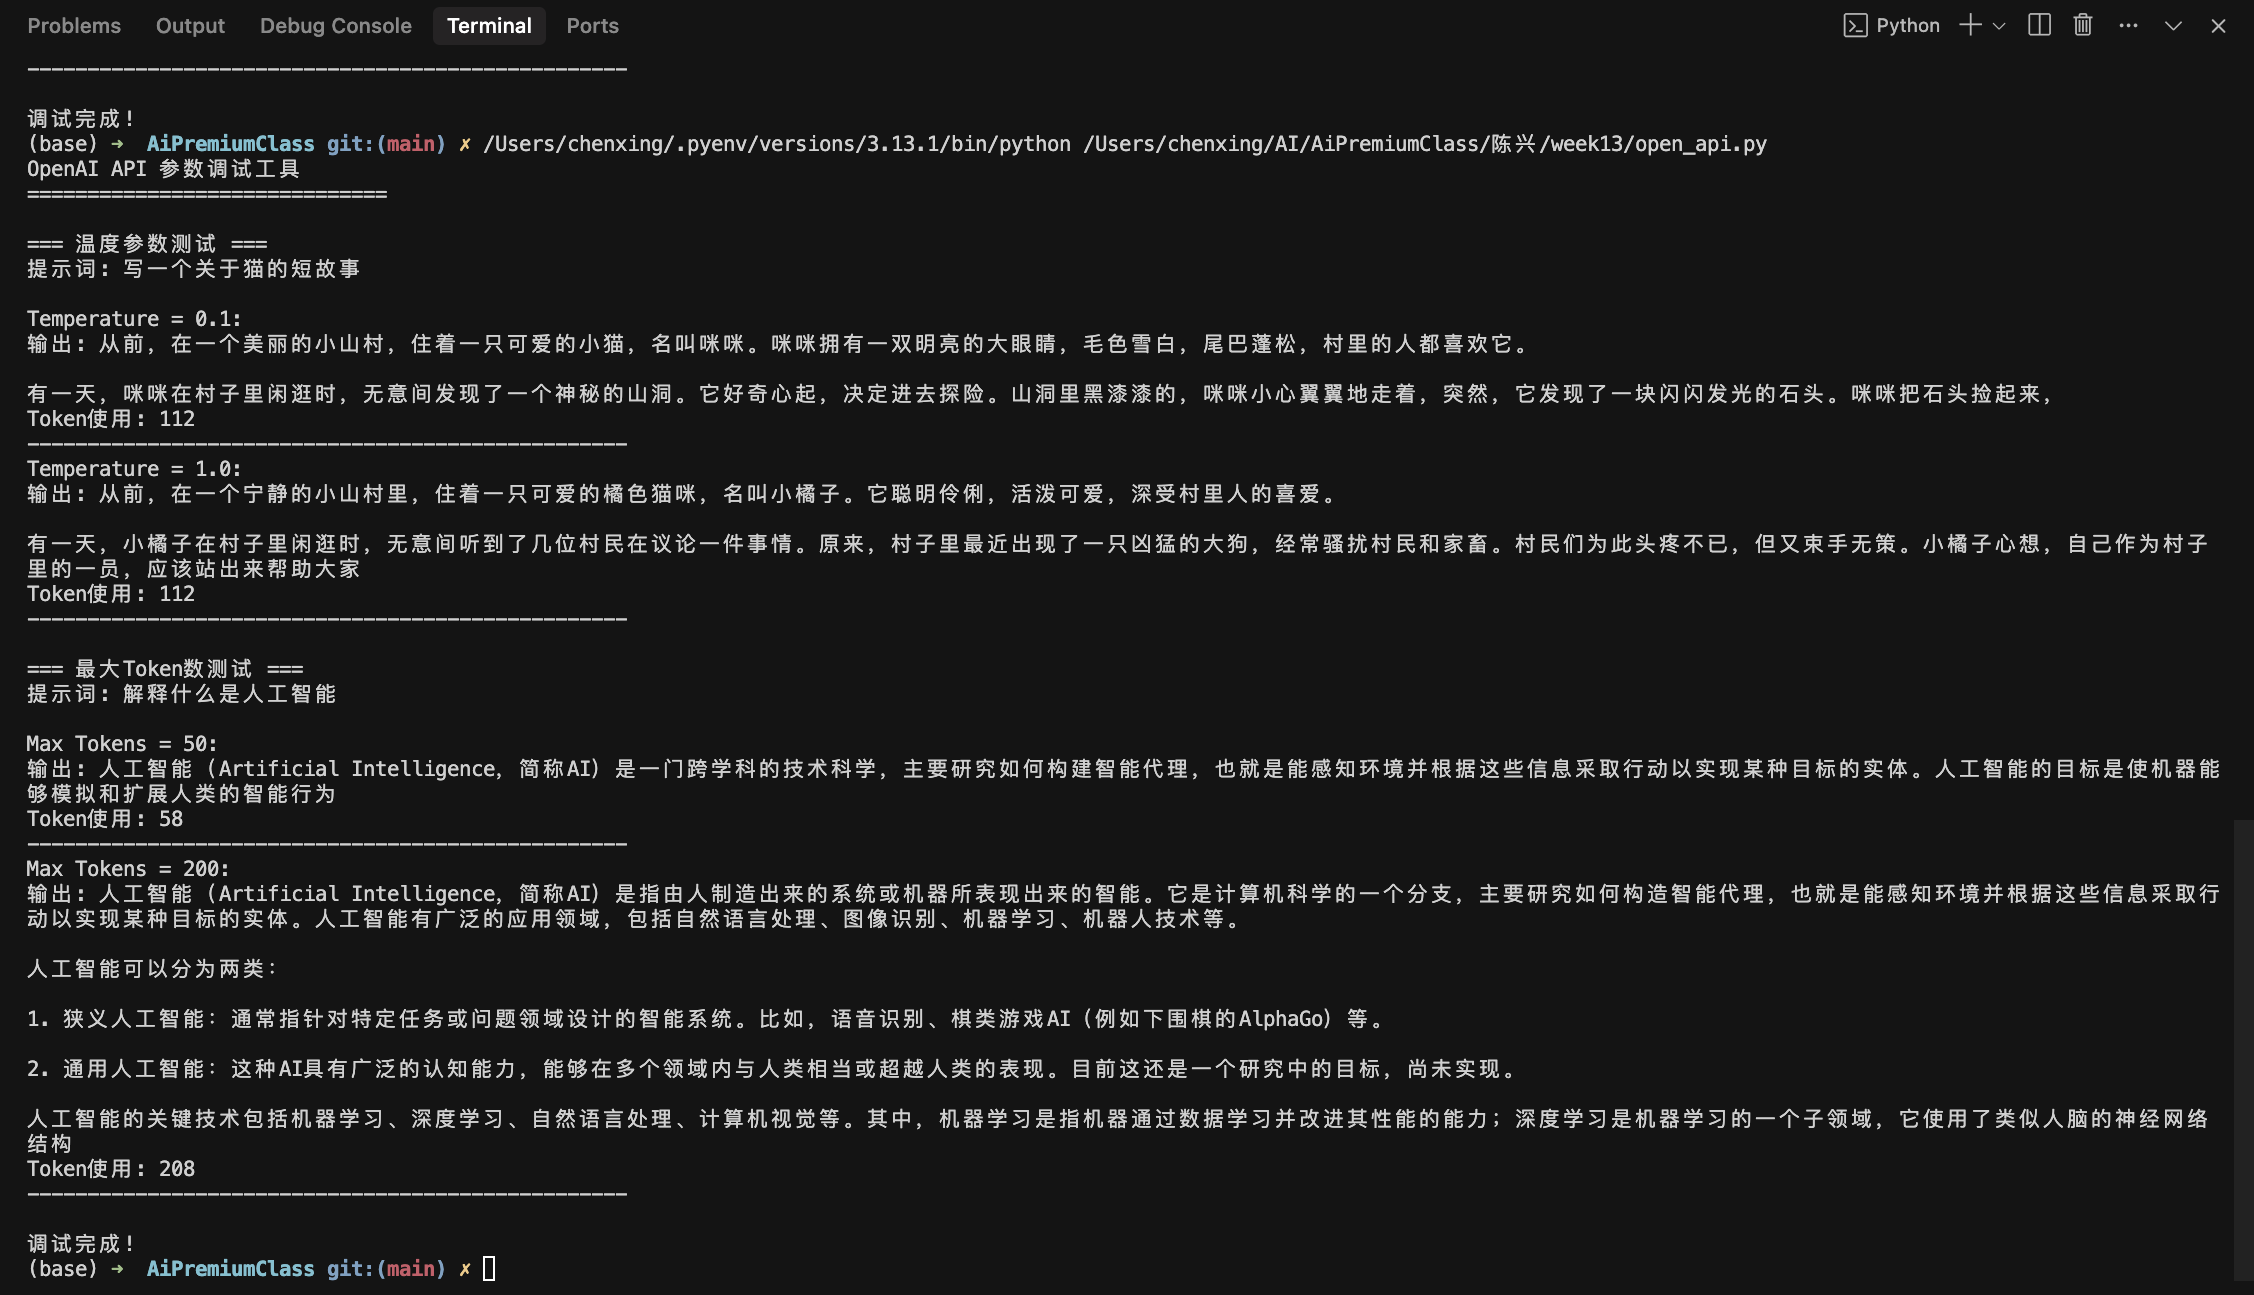 Problems Output Debug Console Terminal Ports Python
--------------------------------------------------
调试完成!
(base) ➜ AiPremiumClass git:(main) ✗ /Users/chenxing/.pyenv/versions/3.13.1/bin/python /Users/chenxing/AI/AiPremiumClass/陈兴/week13/open_api.py
OpenAI API 参数调试工具
==============================
=== 温度参数测试 ===
提示词: 写一个关于猫的短故事
Temperature = 0.1:
输出: 从前，在一个美丽的小山村，住着一只可爱的小猫，名叫咪咪。咪咪拥有一双明亮的大眼睛，毛色雪白，尾巴蓬松，村里的人都喜欢它。
有一天，咪咪在村子里闲逛时，无意间发现了一个神秘的山洞。它好奇心起，决定进去探险。山洞里黑漆漆的，咪咪小心翼翼地走着，突然，它发现了一块闪闪发光的石头。咪咪把石头捡起来，
Token使用: 112
--------------------------------------------------
Temperature = 1.0:
输出: 从前，在一个宁静的小山村里，住着一只可爱的橘色猫咪，名叫小橘子。它聪明伶俐，活泼可爱，深受村里人的喜爱。
有一天，小橘子在村子里闲逛时，无意间听到了几位村民在议论一件事情。原来，村子里最近出现了一只凶猛的大狗，经常骚扰村民和家畜。村民们为此头疼不已，但又束手无策。小橘子心想，自己作为村子
里的一员，应该站出来帮助大家
Token使用: 112
--------------------------------------------------
=== 最大Token数测试 ===
提示词: 解释什么是人工智能
Max Tokens = 50:
输出: 人工智能（Artificial Intelligence，简称AI）是一门跨学科的技术科学，主要研究如何构建智能代理，也就是能感知环境并根据这些信息采取行动以实现某种目标的实体。人工智能的目标是使机器能
够模拟和扩展人类的智能行为
Token使用: 58
--------------------------------------------------
Max Tokens = 200:
输出: 人工智能（Artificial Intelligence，简称AI）是指由人制造出来的系统或机器所表现出来的智能。它是计算机科学的一个分支，主要研究如何构造智能代理，也就是能感知环境并根据这些信息采取行
动以实现某种目标的实体。人工智能有广泛的应用领域，包括自然语言处理、图像识别、机器学习、机器人技术等。
人工智能可以分为两类：
1. 狭义人工智能：通常指针对特定任务或问题领域设计的智能系统。比如，语音识别、棋类游戏AI（例如下围棋的AlphaGo）等。
2. 通用人工智能：这种AI具有广泛的认知能力，能够在多个领域内与人类相当或超越人类的表现。目前这还是一个研究中的目标，尚未实现。
人工智能的关键技术包括机器学习、深度学习、自然语言处理、计算机视觉等。其中，机器学习是指机器通过数据学习并改进其性能的能力；深度学习是机器学习的一个子领域，它使用了类似人脑的神经网络
结构
Token使用: 208
--------------------------------------------------
调试完成!
(base) ➜ AiPremiumClass git:(main) ✗